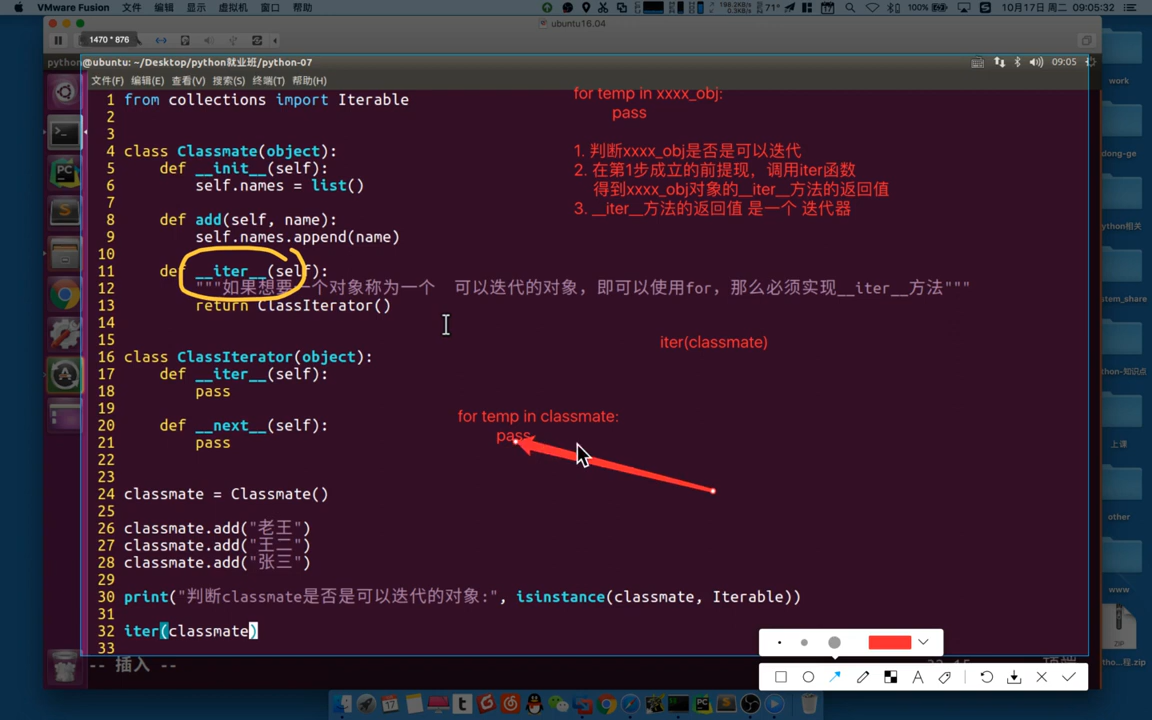 VMware Fusion 文件 编辑 显示 虚拟机 窗口 帮助 198.2KB/s 0.3KB/s 71° 100% 10月17日 周二 09:05:32
ubuntu16.04
1470 * 876
@ubuntu: ~/Desktop/python就业班/python-07 09:05
文件(F) 编辑(E) 查看(V) 搜索(S) 终端(T) 帮助(H)
1 from collections import Iterable
2
3
4 class Classmate(object):
5 def __init__(self):
6 self.names = list()
7
8 def add(self, name):
9 self.names.append(name)
10
11 def __iter__(self):
12 """如果想要一个对象称为一个 可以迭代的对象，即可以使用for，那么必须实现__iter__方法"""
13 return ClassIterator()
14
15
16 class ClassIterator(object):
17 def __iter__(self):
18 pass
19
20 def __next__(self):
21 pass
22
23
24 classmate = Classmate()
25
26 classmate.add("老王")
27 classmate.add("王二")
28 classmate.add("张三")
29
30 print("判断classmate是否是可以迭代的对象:", isinstance(classmate, Iterable))
31
32 iter(classmate)
33
-- 插入 --
for temp in xxxx_obj:
pass
1. 判断xxxx_obj是否是可以迭代
2. 在第1步成立的前提现，调用iter函数
得到xxxx_obj对象的__iter__方法的返回值
3. __iter__方法的返回值 是一个 迭代器
iter(classmate)
for temp in classmate:
pass
work
dong-ge
python相关
stem_share
thon-知识点
上课
other
www
ZIP
tho...程.zip